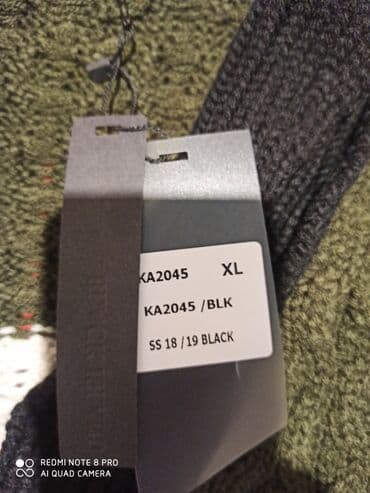 KA2045 XL
KA2045 /BLK
SS 18 / 19 BLACK
REDMI NOTE 8 PRO
AI QUAD CAMERA